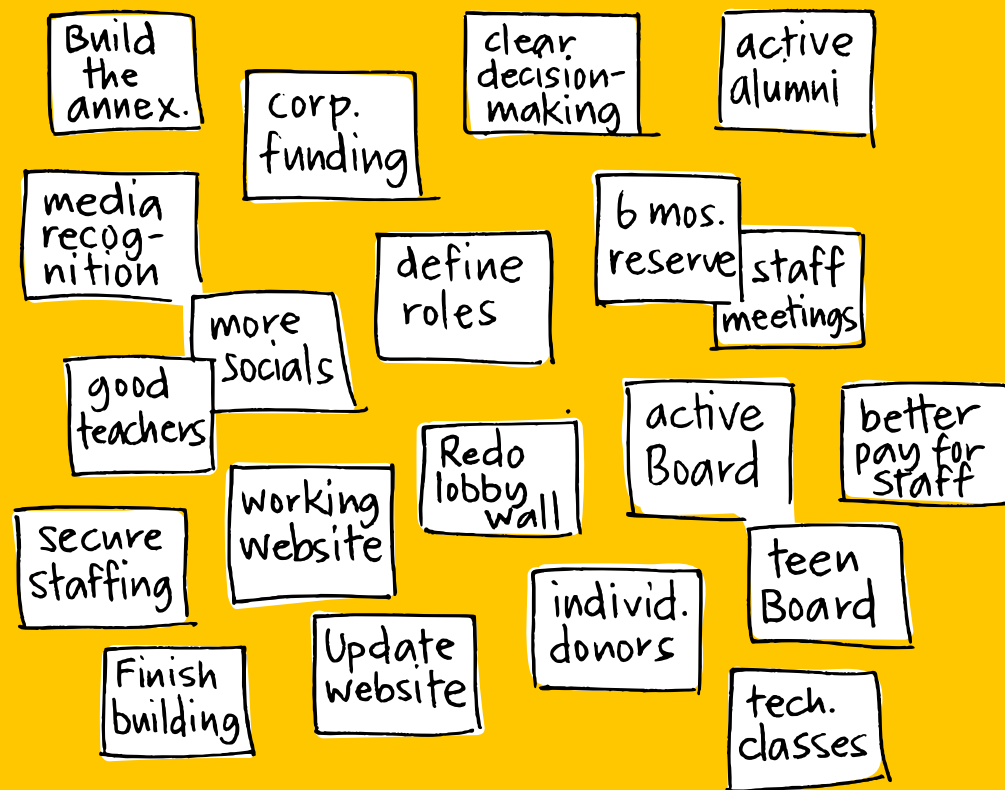 Build
the
annex.
corp.
funding
clear
decision-
making
active
alumni
media
recog-
nition
more
socials
good
teachers
define
roles
6 mos.
reserve
staff
meetings
active
Board
better
pay for
staff
Redo
lobby
wall
working
website
secure
staffing
teen
Board
individ.
donors
Update
website
Finish
building
tech.
classes